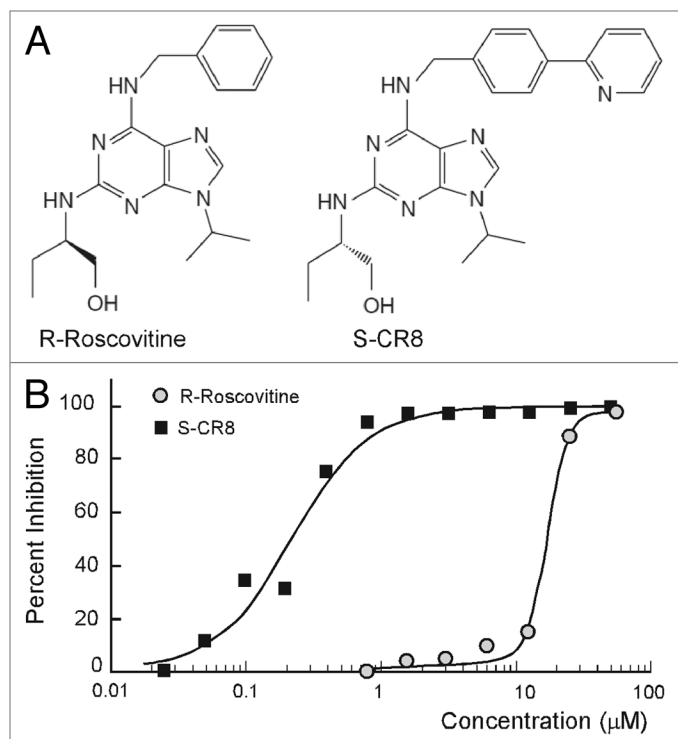 A
HN
N
N
N
N
HN
OH
R-Roscovitine
HN
N
N
N
N
N
HN
OH
S-CR8
B
R-Roscovitine
S-CR8
Percent Inhibition
100
80
60
40
20
0
0.01 0.1 1 10 100
Concentration (μM)